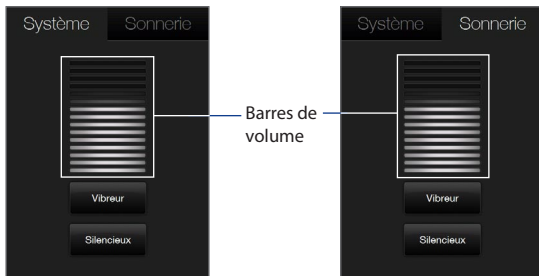 Système Sonnerie
Vibreur
Silencieux
Barres de
volume
Système Sonnerie
Vibreur
Silencieux